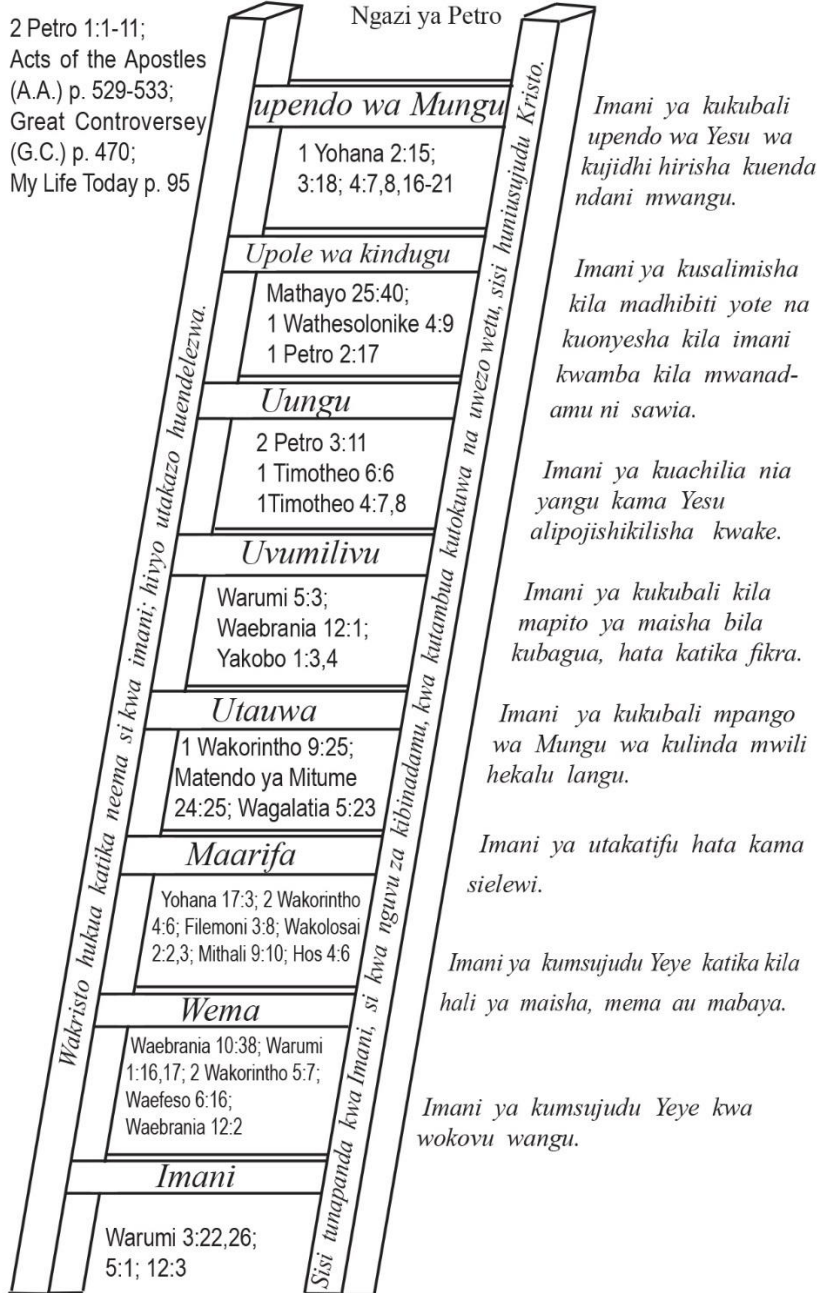 Ngazi ya Petro
2 Petro 1:1-11;
Acts of the Apostles
(A.A.) p. 529-533;
Great Controversey
(G.C.) p. 470;
My Life Today p. 95
upendo wa Mungu
1 Yohana 2:15;
3:18; 4:7,8,16-21
Imani ya kukubali
upendo wa Yesu wa
kujidhi hirisha kuenda
ndani mwangu.
Upole wa kindugu
Mathayo 25:40;
1 Wathesolonike 4:9
1 Petro 2:17
Imani ya kusalimisha
kila madhibiti yote na
kuonyesha kila imani
kwamba kila mwanad-
amu ni sawia.
Uungu
2 Petro 3:11
1 Timotheo 6:6
1Timotheo 4:7,8
Imani ya kuachilia nia
yangu kama Yesu
alipojishikilisha kwake.
Uvumilivu
Warumi 5:3;
Waebrania 12:1;
Yakobo 1:3,4
Imani ya kukubali kila
mapito ya maisha bila
kubagua, hata katika fikra.
Utauwa
1 Wakorintho 9:25;
Matendo ya Mitume
24:25; Wagalatia 5:23
Imani ya kukubali mpango
wa Mungu wa kulinda mwili
hekalu langu.
Maarifa
Yohana 17:3; 2 Wakorintho
4:6; Filemoni 3:8; Wakolosai
2:2,3; Mithali 9:10; Hos 4:6
Imani ya utakatifu hata kama
sielewi.
Wema
Waebrania 10:38; Warumi
1:16,17; 2 Wakorintho 5:7;
Waefeso 6:16;
Waebrania 12:2
Imani ya kumsujudu Yeye katika kila
hali ya maisha, mema au mabaya.
Imani
Warumi 3:22,26;
5:1; 12:3
Imani ya kumsujudu Yeye kwa
wokovu wangu.
Wakristo hukua katika neema si kwa imani; hivyo utakazo huendelezwa.
Sisi tunapanda kwa Imani, si kwa nguvu za kibinadamu, kwa kutambua kutokuwa na uwezo wetu, sisi huniusujudu Kristo.